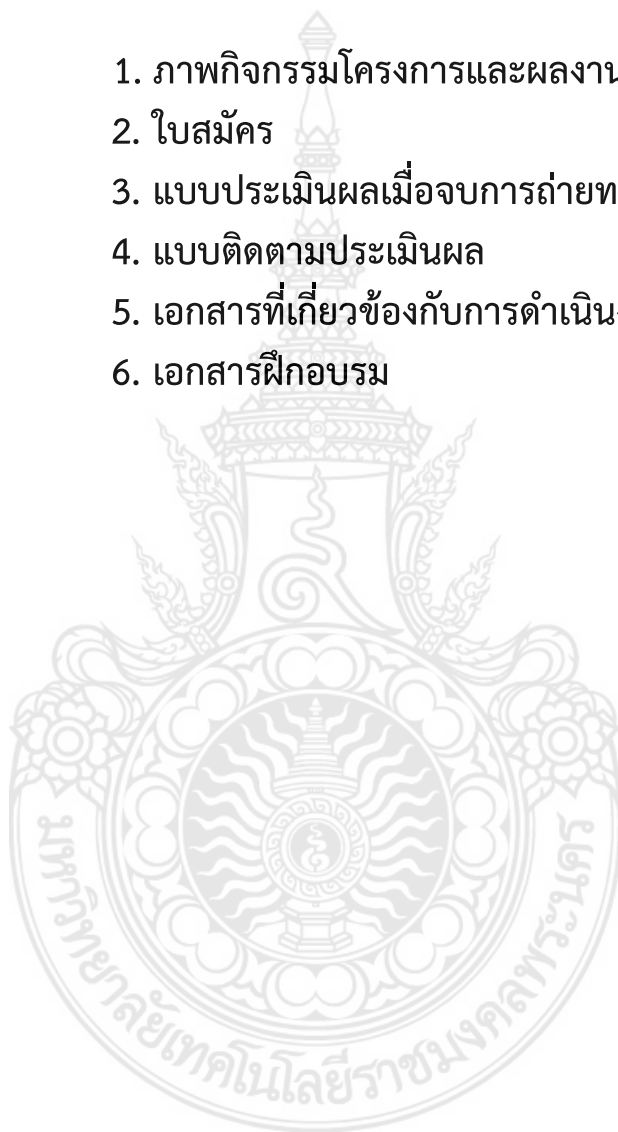 1. ภาพกิจกรรมโครงการและผลงาน
2. ใบสมัคร
3. แบบประเมินผลเมื่อจบการถ่ายท
4. แบบติดตามประเมินผล
5. เอกสารที่เกี่ยวข้องกับการดำเนิน
6. เอกสารฝึกอบรม
มหาวิทยาลัยเทคโนโลยีราชมงคลพระนคร